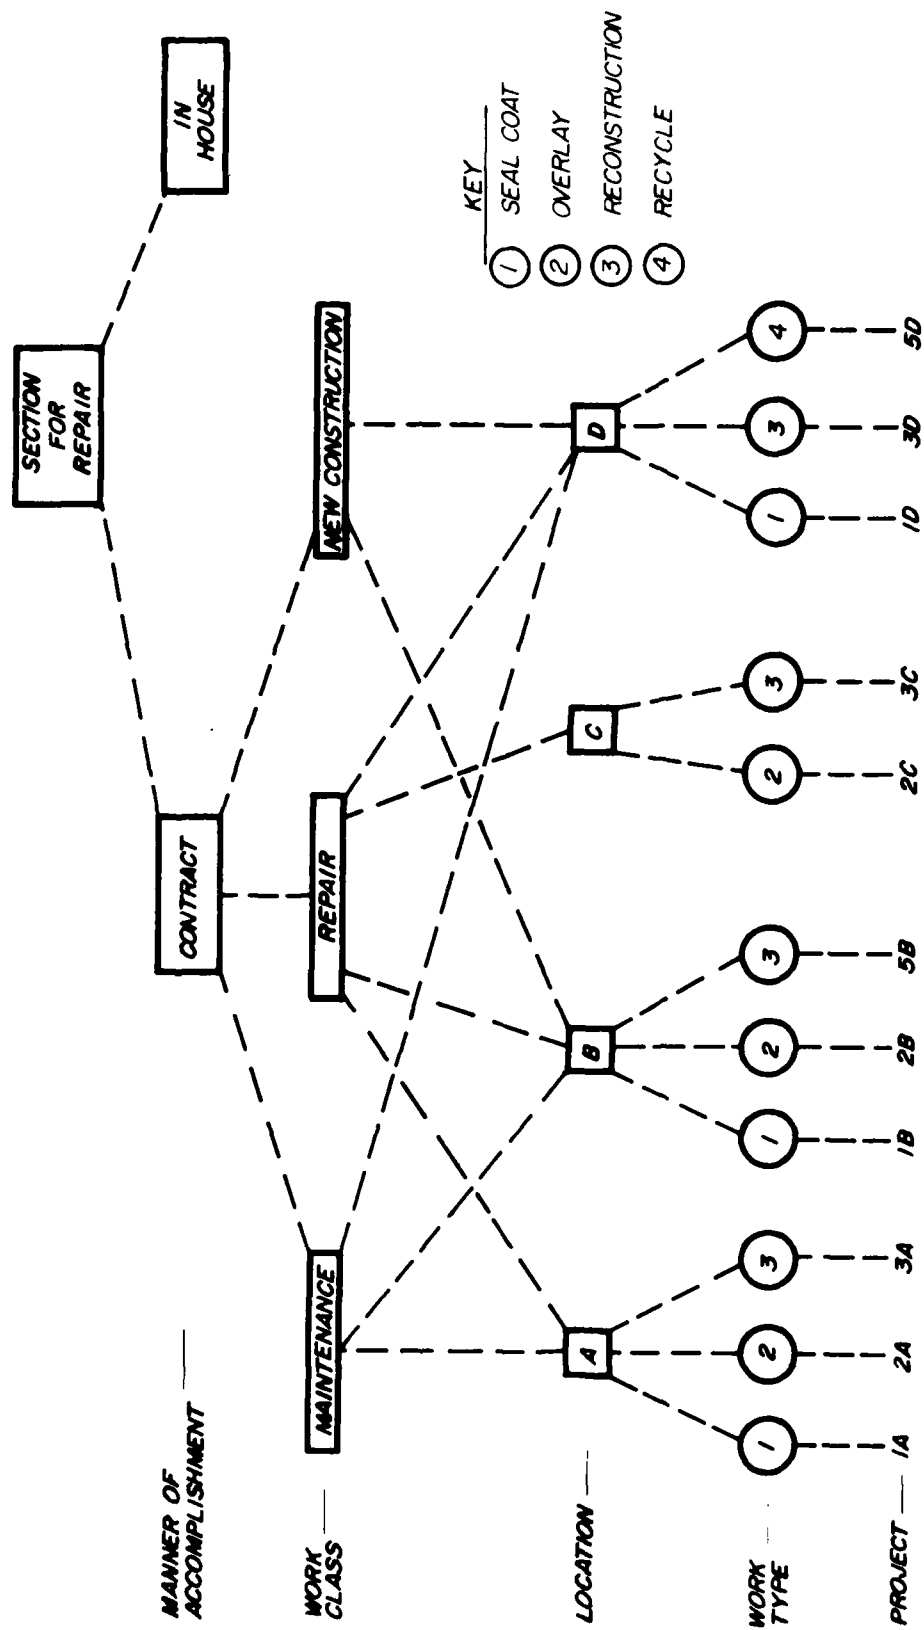 SECTION
FOR
REPAIR
MANNER OF
ACCOMPLISHMENT
CONTRACT
IN
HOUSE
WORK
CLASS
MAINTENANCE
REPAIR
NEW CONSTRUCTION
KEY
1 SEAL COAT
2 OVERLAY
3 RECONSTRUCTION
4 RECYCLE
LOCATION
A B C D
WORK
TYPE
1 2 3 1 2 3 2 3 1 3 4
PROJECT
1A 2A 3A 1B 2B 5B 2C 3C 1D 3D 5D